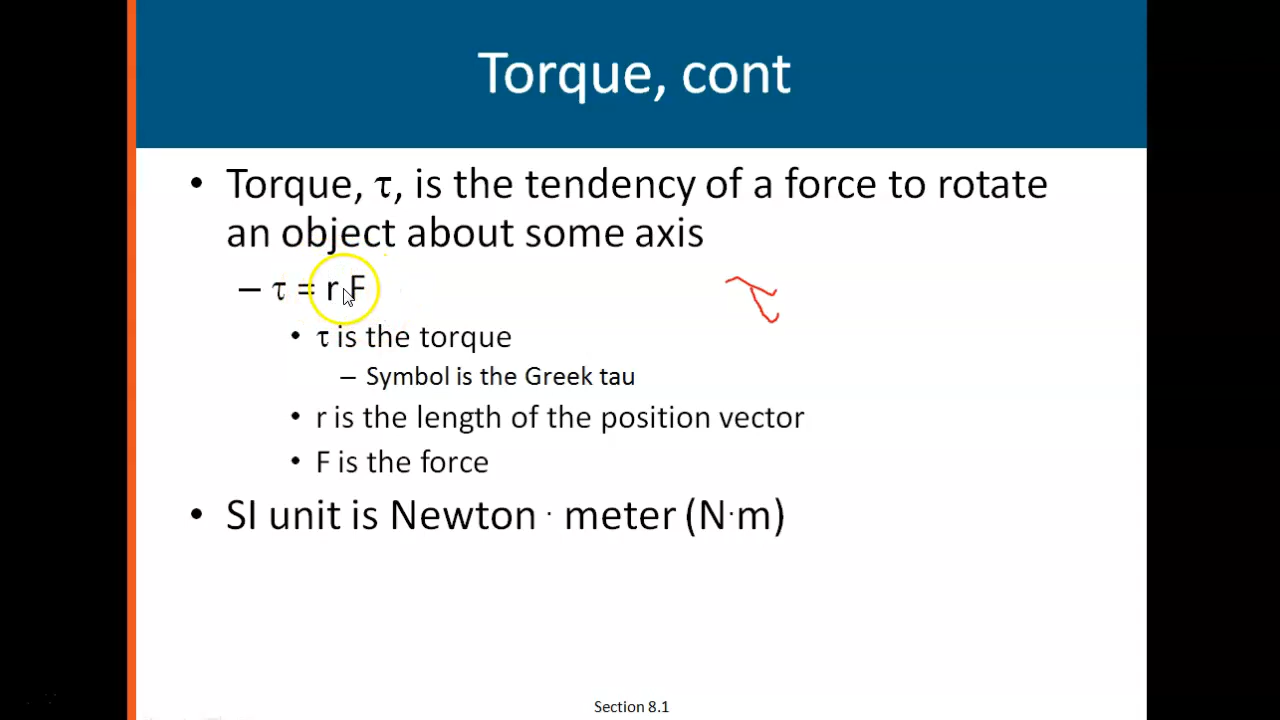 Torque, cont
• Torque, τ, is the tendency of a force to rotate
an object about some axis
– τ = r F
τ
• τ is the torque
– Symbol is the Greek tau
• r is the length of the position vector
• F is the force
• SI unit is Newton · meter (N·m)
Section 8.1